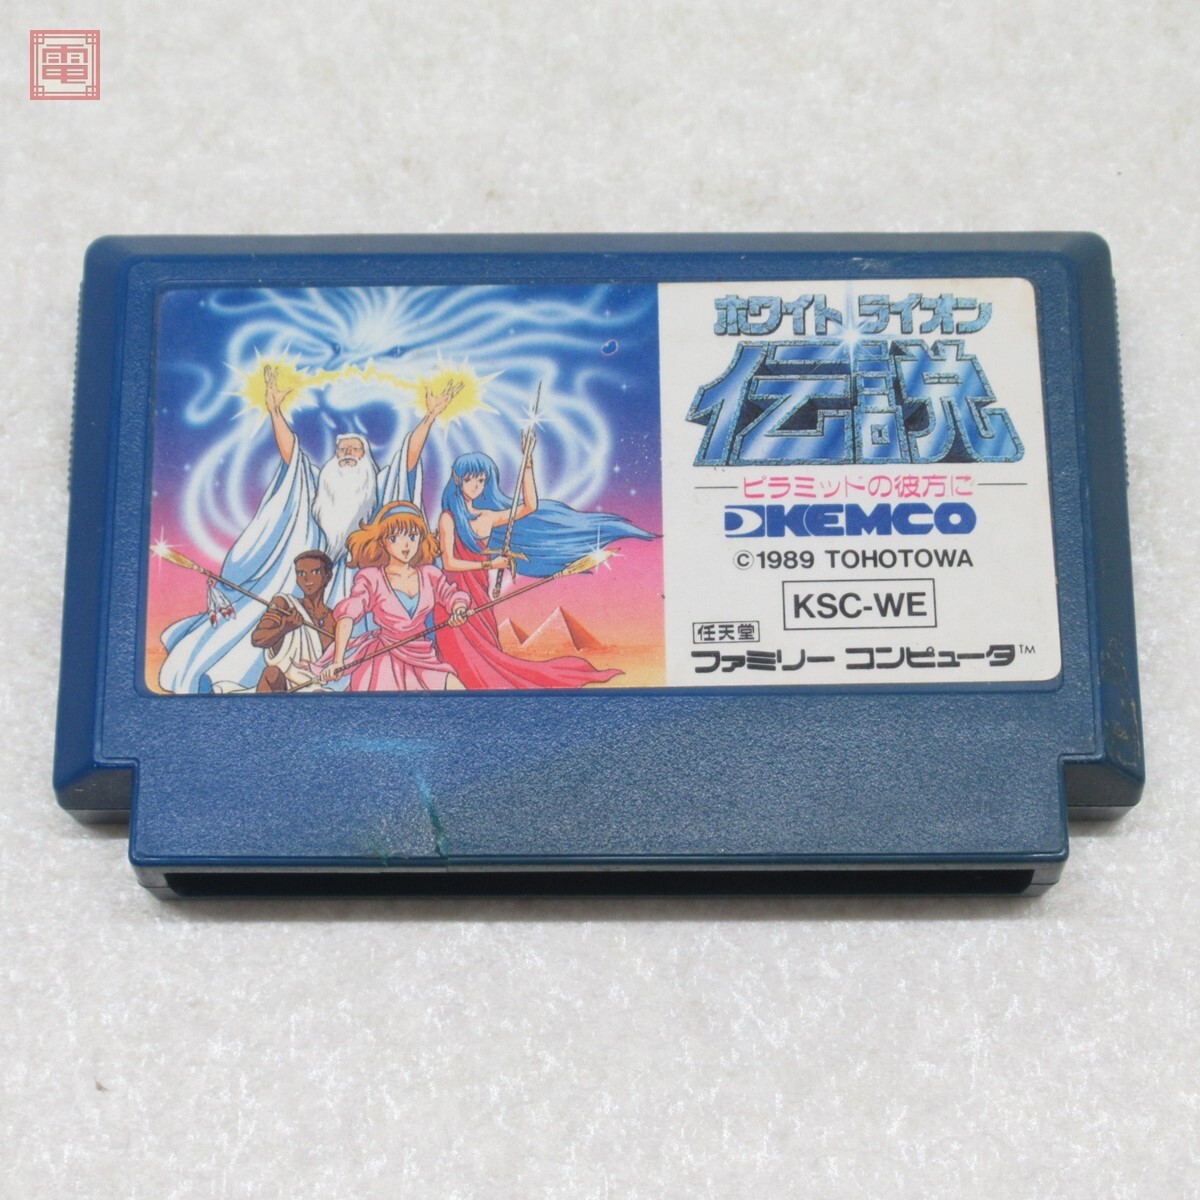 電
ホワイトライオン
伝説
ピラミッドの彼方に
KEMCO
©1989 TOHOTOWA
KSC-WE
任天堂
ファミリー コンピュータ™